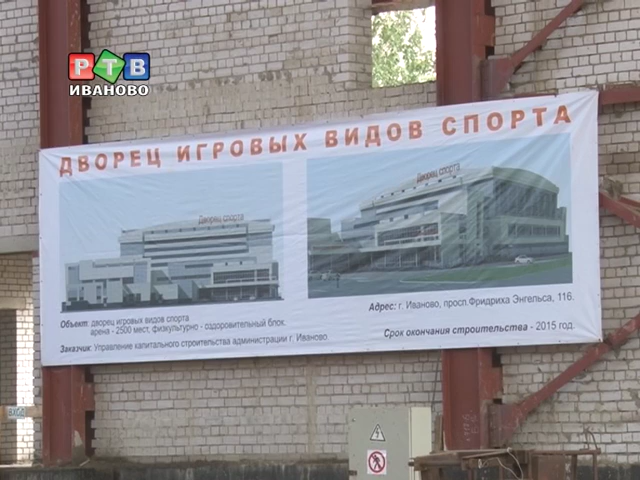 РТВ
ИВАНОВО
ДВОРЕЦ ИГРОВЫХ ВИДОВ СПОРТА
Дворец спорта
Дворец спорта
Объект: дворец игровых видов спорта
арена - 2500 мест, физкультурно - оздоровительный блок.
Заказчик: Управление капитального строительства администрации г. Иваново.
Адрес: г. Иваново, просп.Фридриха Энгельса, 116.
Срок окончания строительства - 2015 год.
ВХОД